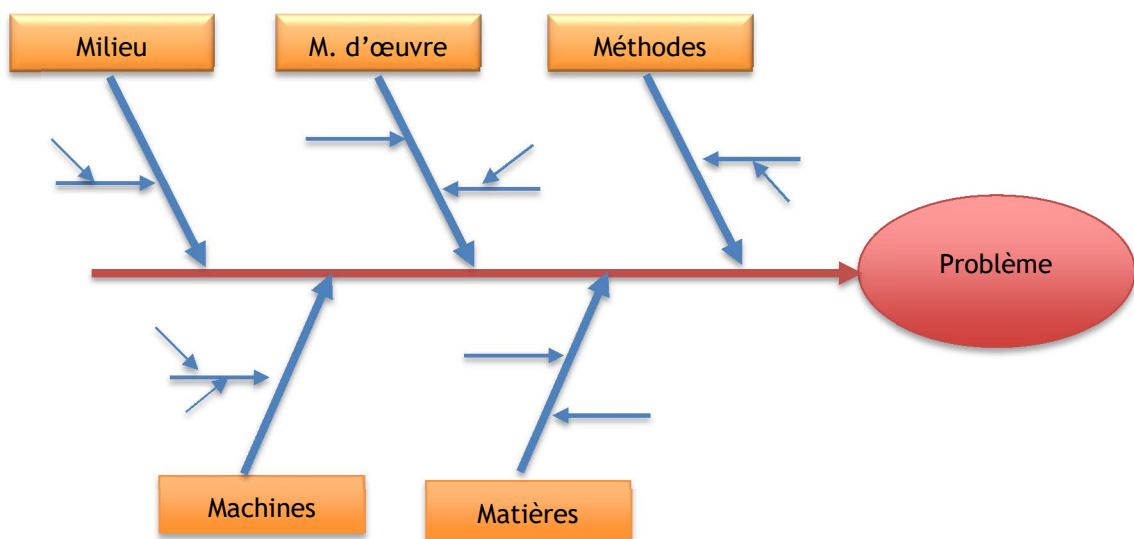 Milieu
M. d'œuvre
Méthodes
Problème
Machines
Matières